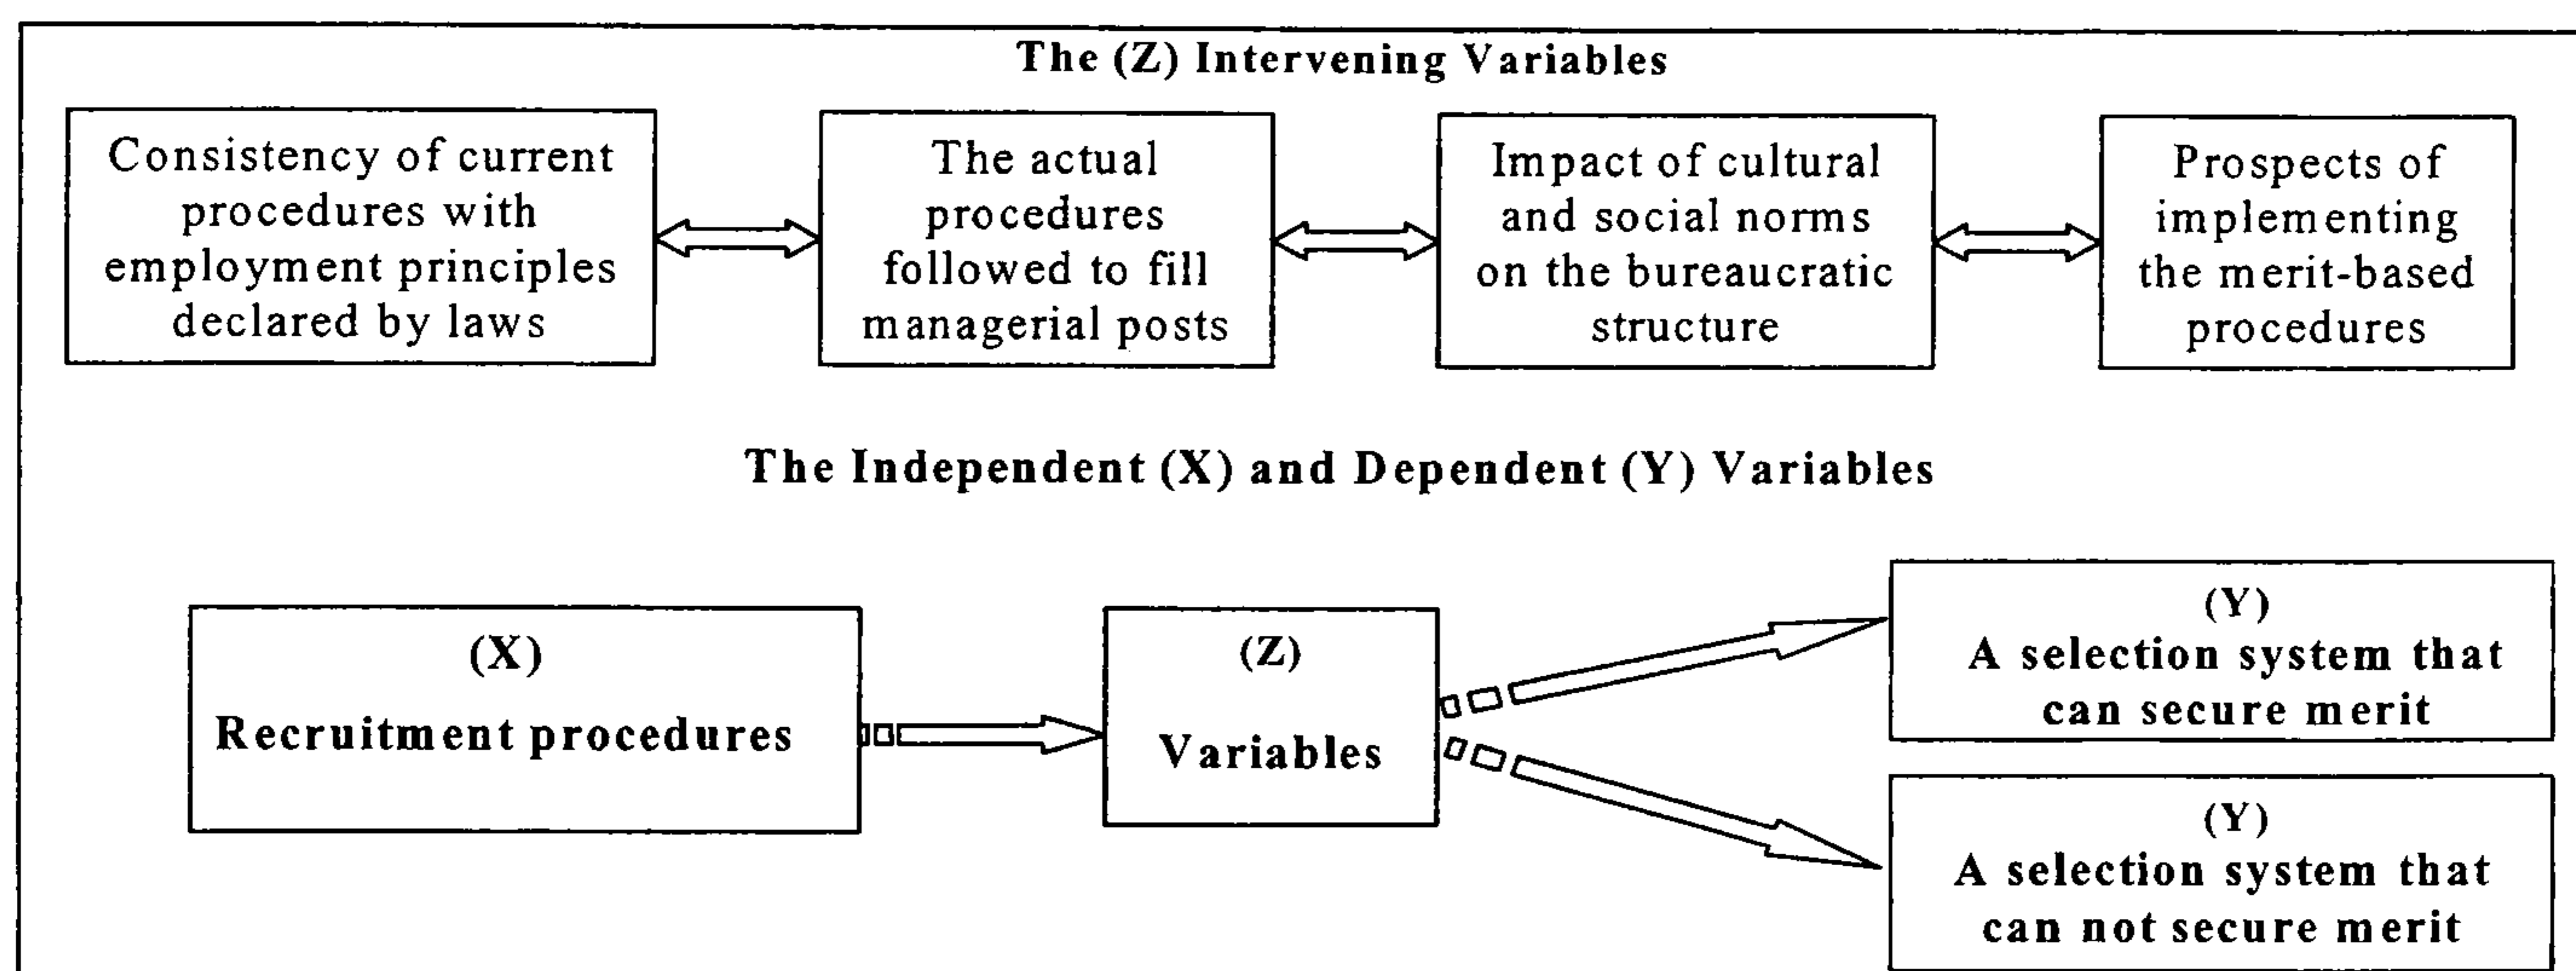 The (Z) Intervening Variables
Consistency of current
procedures with
employment principles
declared by laws
The actual
procedures
followed to fill
managerial posts
Impact of cultural
and social norms
on the bureaucratic
structure
Prospects of
implementing
the merit-based
procedures
The Independent (X) and Dependent (Y) Variables
(X)
Recruitment procedures
(Z)
Variables
(Y)
A selection system that
can secure merit
(Y)
A selection system that
can not secure merit